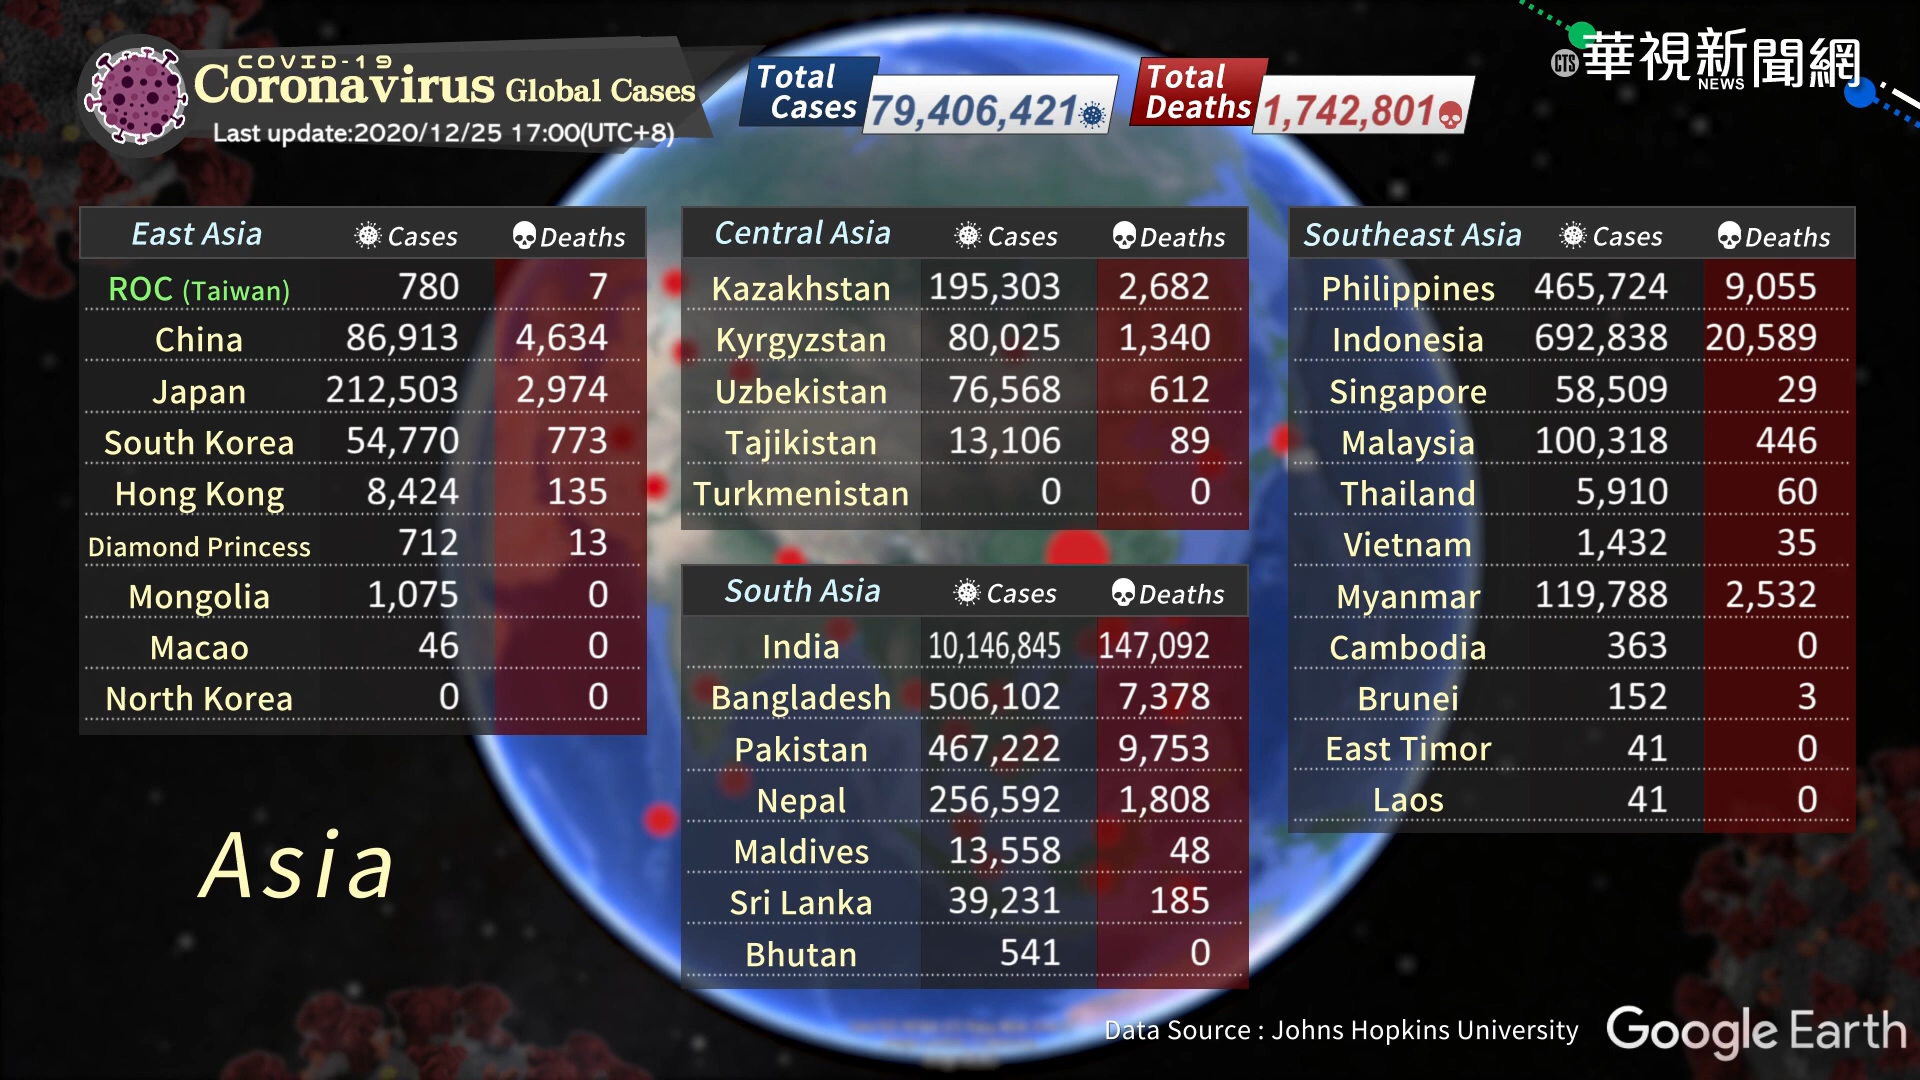 COVID-19
Coronavirus Global Cases
Last update:2020/12/25 17:00(UTC+8)
Total Cases 79,406,421
Total Deaths 1,742,801
CTS 華視新聞網
NEWS
East Asia Cases Deaths
ROC (Taiwan) 780 7
China 86,913 4,634
Japan 212,503 2,974
South Korea 54,770 773
Hong Kong 8,424 135
Diamond Princess 712 13
Mongolia 1,075 0
Macao 46 0
North Korea 0 0
Central Asia Cases Deaths
Kazakhstan 195,303 2,682
Kyrgyzstan 80,025 1,340
Uzbekistan 76,568 612
Tajikistan 13,106 89
Turkmenistan 0 0
South Asia Cases Deaths
India 10,146,845 147,092
Bangladesh 506,102 7,378
Pakistan 467,222 9,753
Nepal 256,592 1,808
Maldives 13,558 48
Sri Lanka 39,231 185
Bhutan 541 0
Southeast Asia Cases Deaths
Philippines 465,724 9,055
Indonesia 692,838 20,589
Singapore 58,509 29
Malaysia 100,318 446
Thailand 5,910 60
Vietnam 1,432 35
Myanmar 119,788 2,532
Cambodia 363 0
Brunei 152 3
East Timor 41 0
Laos 41 0
Asia
Data Source : Johns Hopkins University
Google Earth